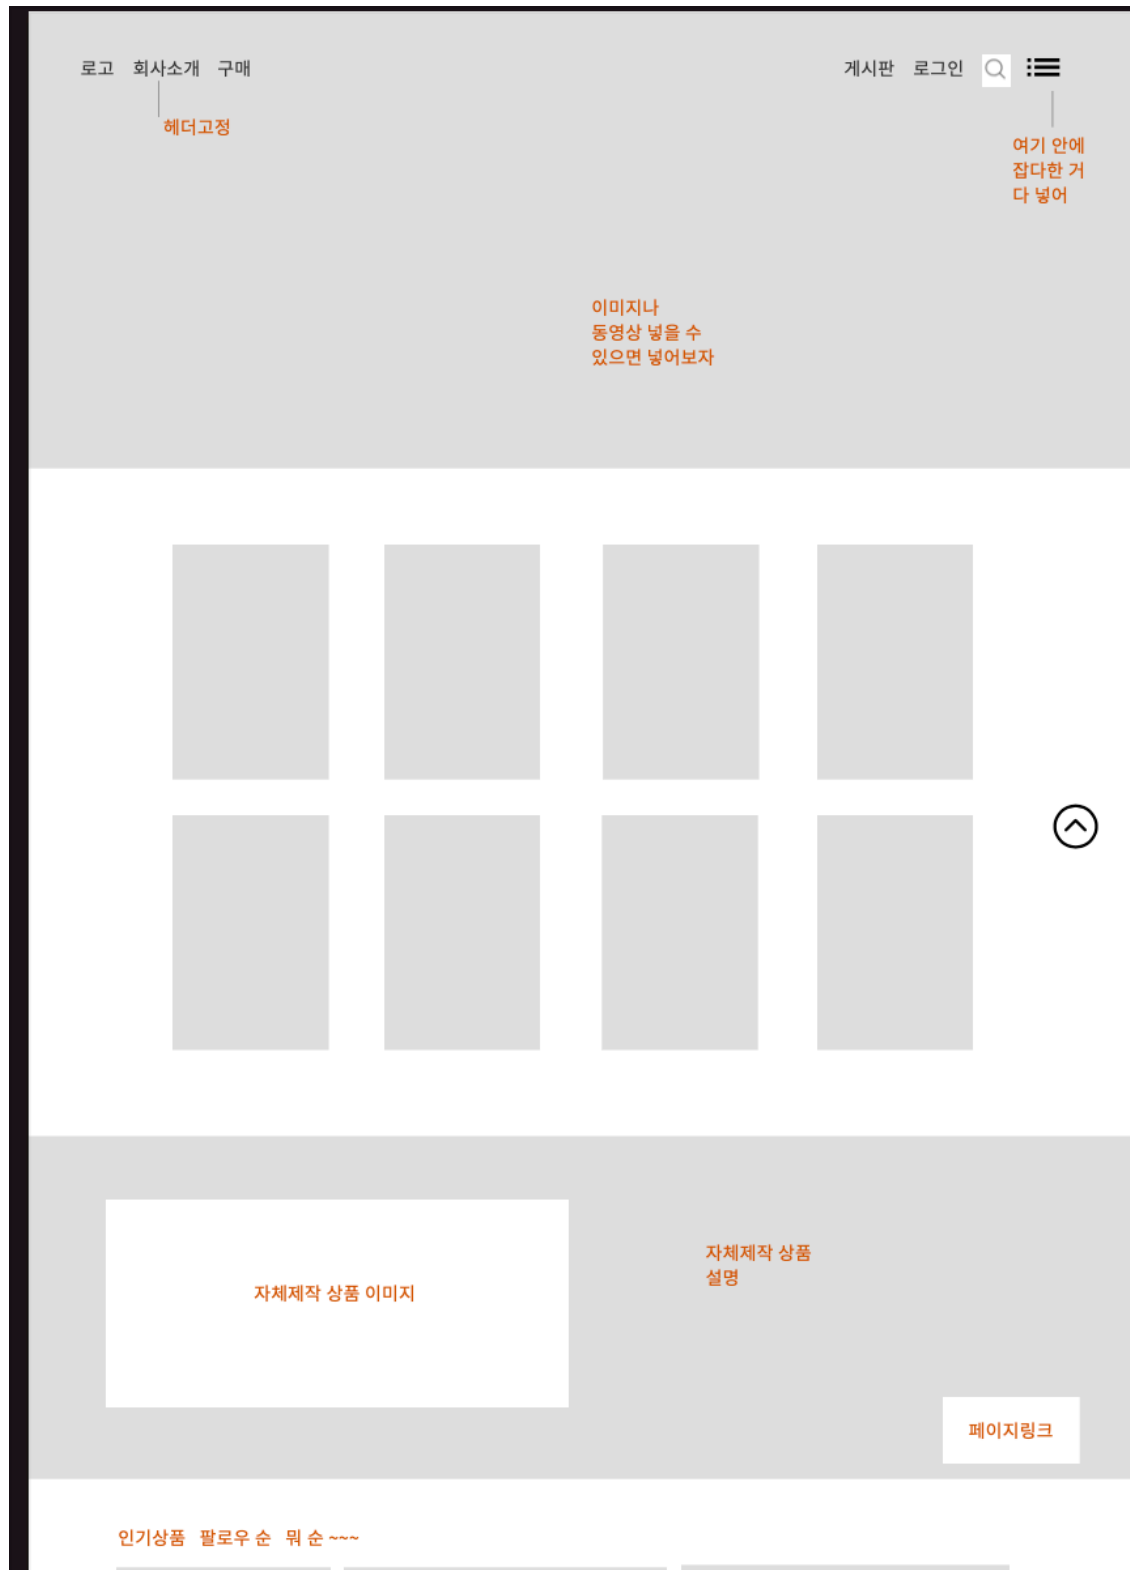 로고 회사소개 구매
게시판 로그인
헤더고정
여기 안에
잡다한 거
다 넣어
이미지나
동영상 넣을 수
있으면 넣어보자
자체제작 상품 이미지
자체제작 상품
설명
페이지링크
인기상품 팔로우 순 뭐 순 ~~~